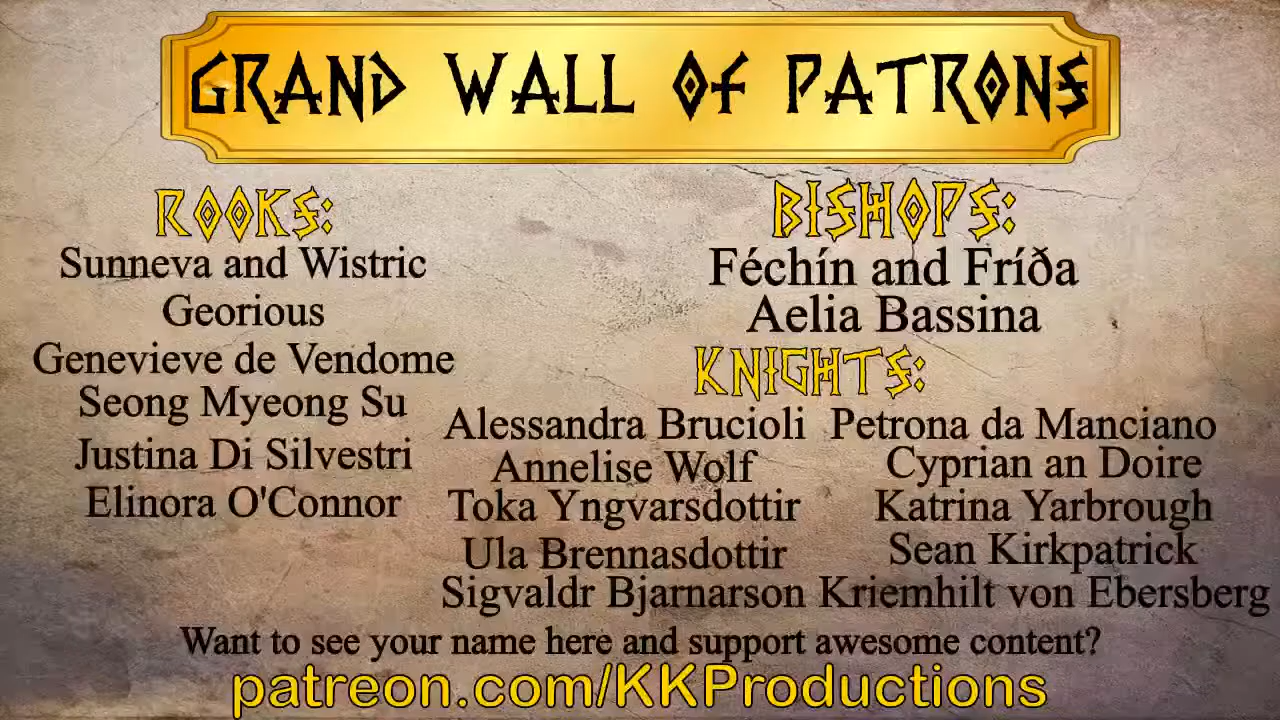 GRAND WALL OF PATRONS
ROOKS:
Sunneva and Wistric
Georious
Genevieve de Vendome
Seong Myeong Su
Justina Di Silvestri
Elinora O'Connor
BISHOPS:
Féchín and Fríða
Aelia Bassina
KNIGHTS:
Alessandra Brucioli
Annelise Wolf
Toka Yngvarsdottir
Ula Brennasdottir
Sigvaldr Bjarnarson
Petrona da Manciano
Cyprian an Doire
Katrina Yarbrough
Sean Kirkpatrick
Kriemhilt von Ebersberg
Want to see your name here and support awesome content?
patreon.com/KKProductions